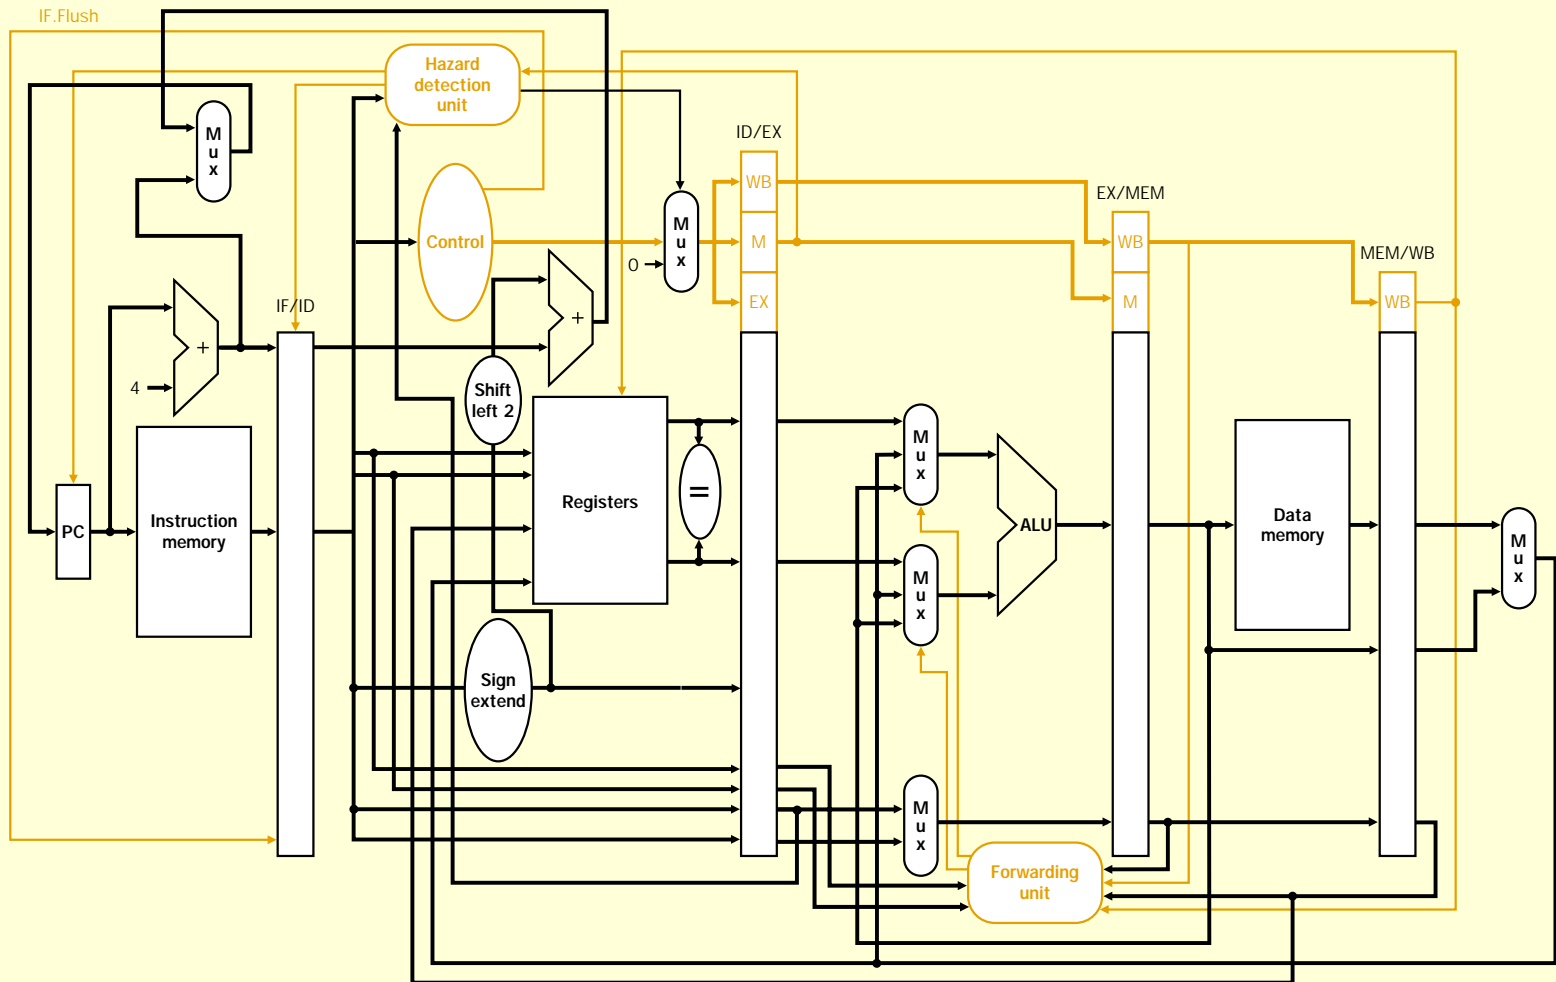 IF.Flush
Hazard
detection
unit
M
u
x
ID/EX
WB
EX/MEM
M
u
x
Control
M
WB
MEM/WB
0
IF/ID
EX
M
WB
+
+
4
Shift
left 2
M
u
x
Registers
=
PC
Instruction
memory
ALU
Data
memory
M
u
x
M
u
x
Sign
extend
M
u
x
Forwarding
unit